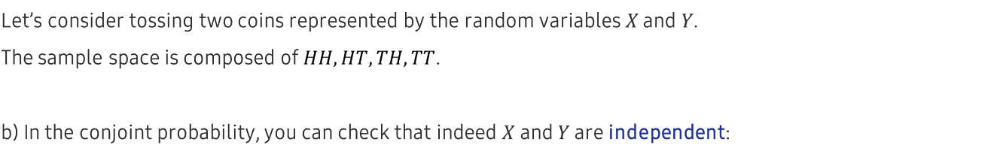 Let’s consider tossing two coins represented by the random variables X and Y.
The sample space is composed of HH, HT, TH, TT.
b) In the conjoint probability, you can check that indeed X and Y are independent: